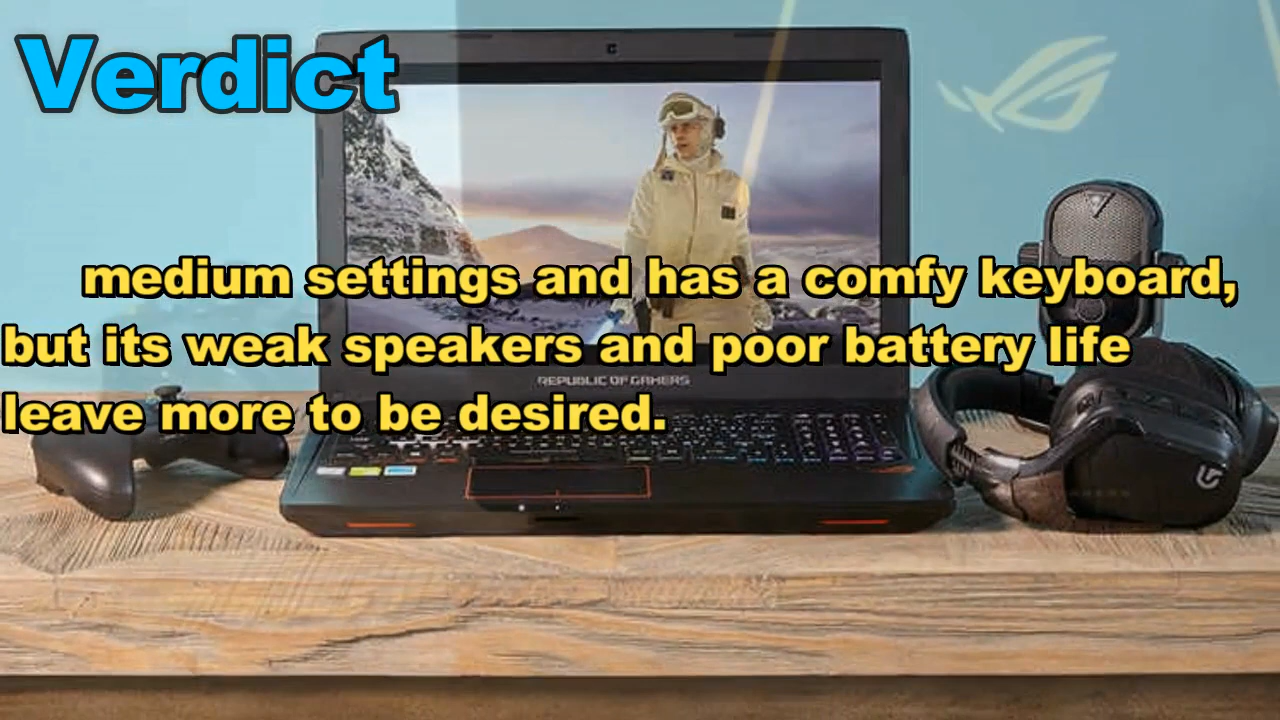 Verdict
medium settings and has a comfy keyboard,
but its weak speakers and poor battery life
leave more to be desired.
REPUBLIC OF GAMERS